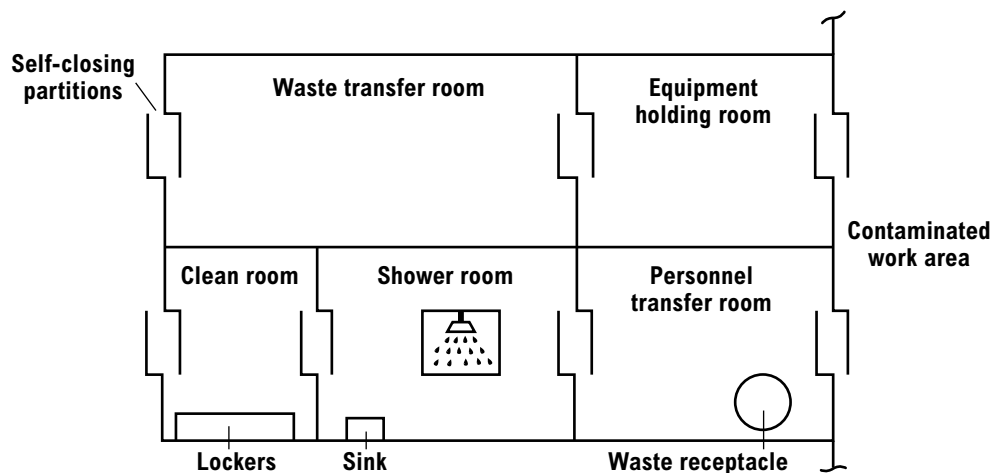 Self-closing
partitions
Waste transfer room
Equipment
holding room
Contaminated
work area
Clean room
Shower room
Personnel
transfer room
Lockers
Sink
Waste receptacle